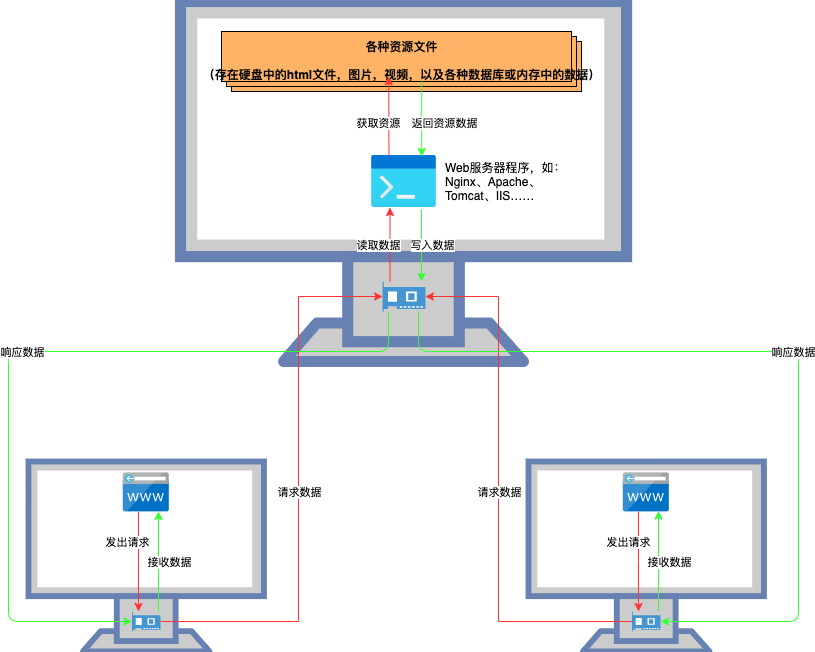 各种资源文件
（存在硬盘中的html文件，图片，视频，以及各种数据库或内存中的数据）
获取资源
返回资源数据
Web服务器程序，如：
Nginx、Apache、
Tomcat、IIS……
读取数据
写入数据
响应数据
响应数据
www
www
请求数据
请求数据
发出请求
接收数据
发出请求
接收数据